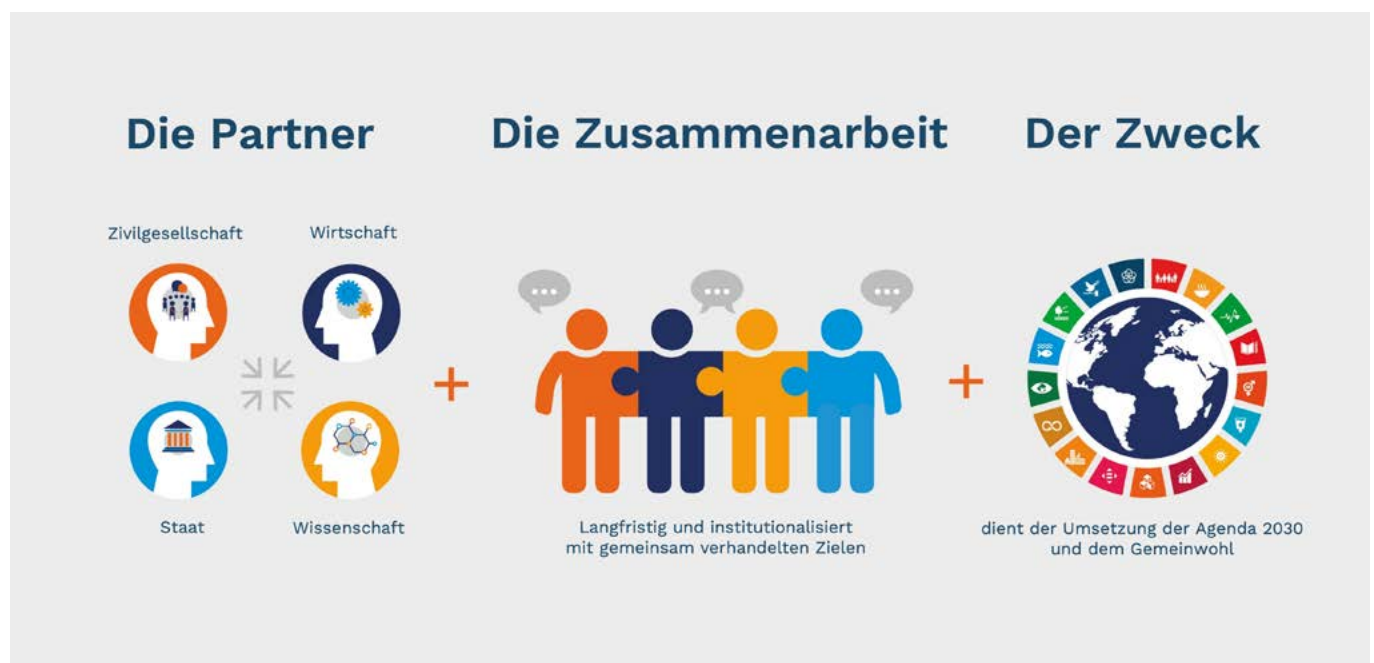 Die Partner
Die Zusammenarbeit
Der Zweck
Zivilgesellschaft
Wirtschaft
Staat
Wissenschaft
Langfristig und institutionalisiert
mit gemeinsam verhandelten Zielen
dient der Umsetzung der Agenda 2030
und dem Gemeinwohl